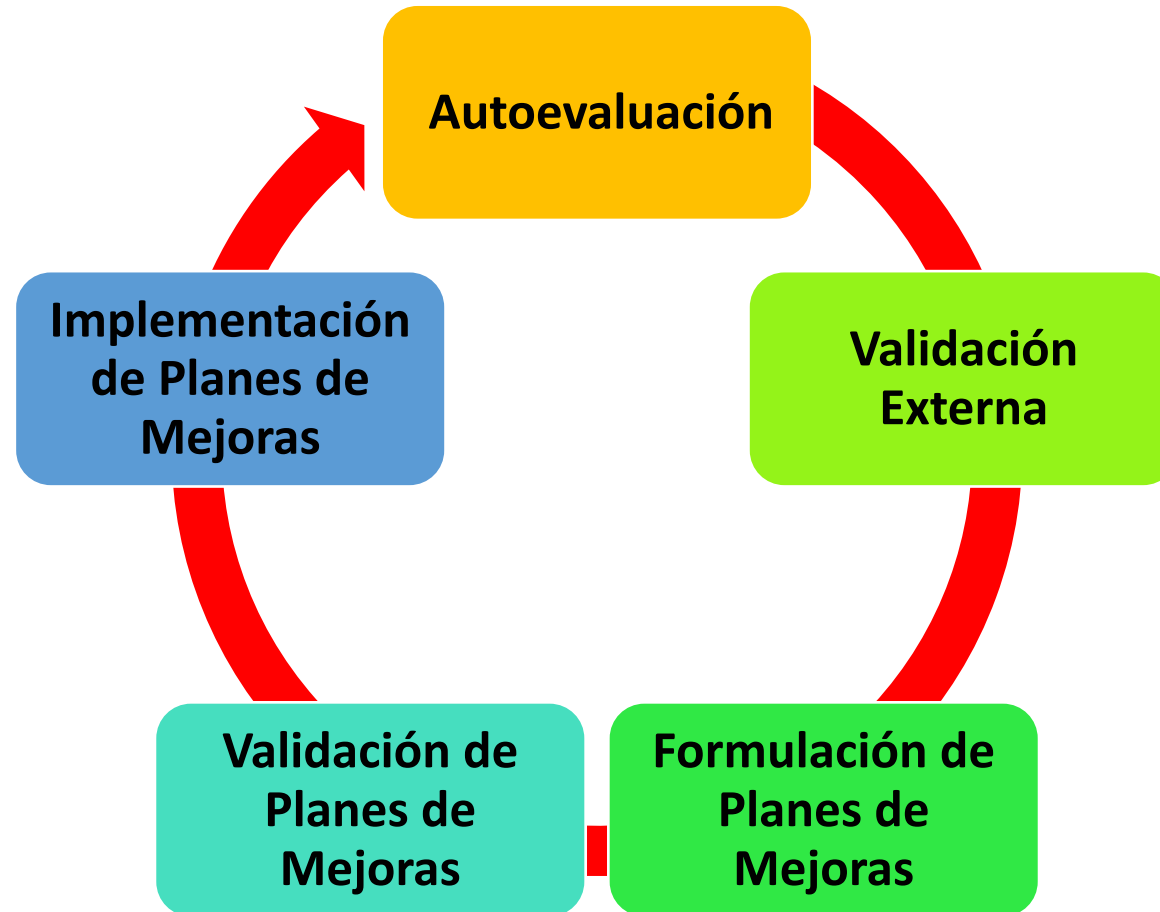 Autoevaluación
Validación
Externa
Formulación de
Planes de
Mejoras
Validación de
Planes de
Mejoras
Implementación
de Planes de
Mejoras